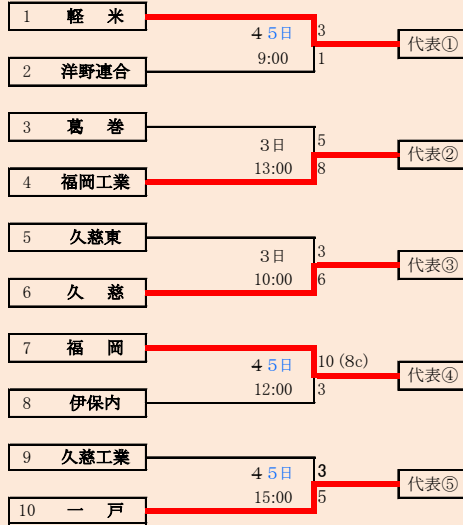 1 軽 米
4 5日 3
代表①
9:00 1
2 洋野連合
3 葛 巻
3日 5
代表②
13:00 8
4 福岡工業
5 久慈東
3日 3
代表③
10:00 6
6 久 慈
7 福 岡
4 5日 10 (8c)
代表④
12:00 3
8 伊保内
9 久慈工業
4 5日 3
代表⑤
15:00 5
10 一 戸